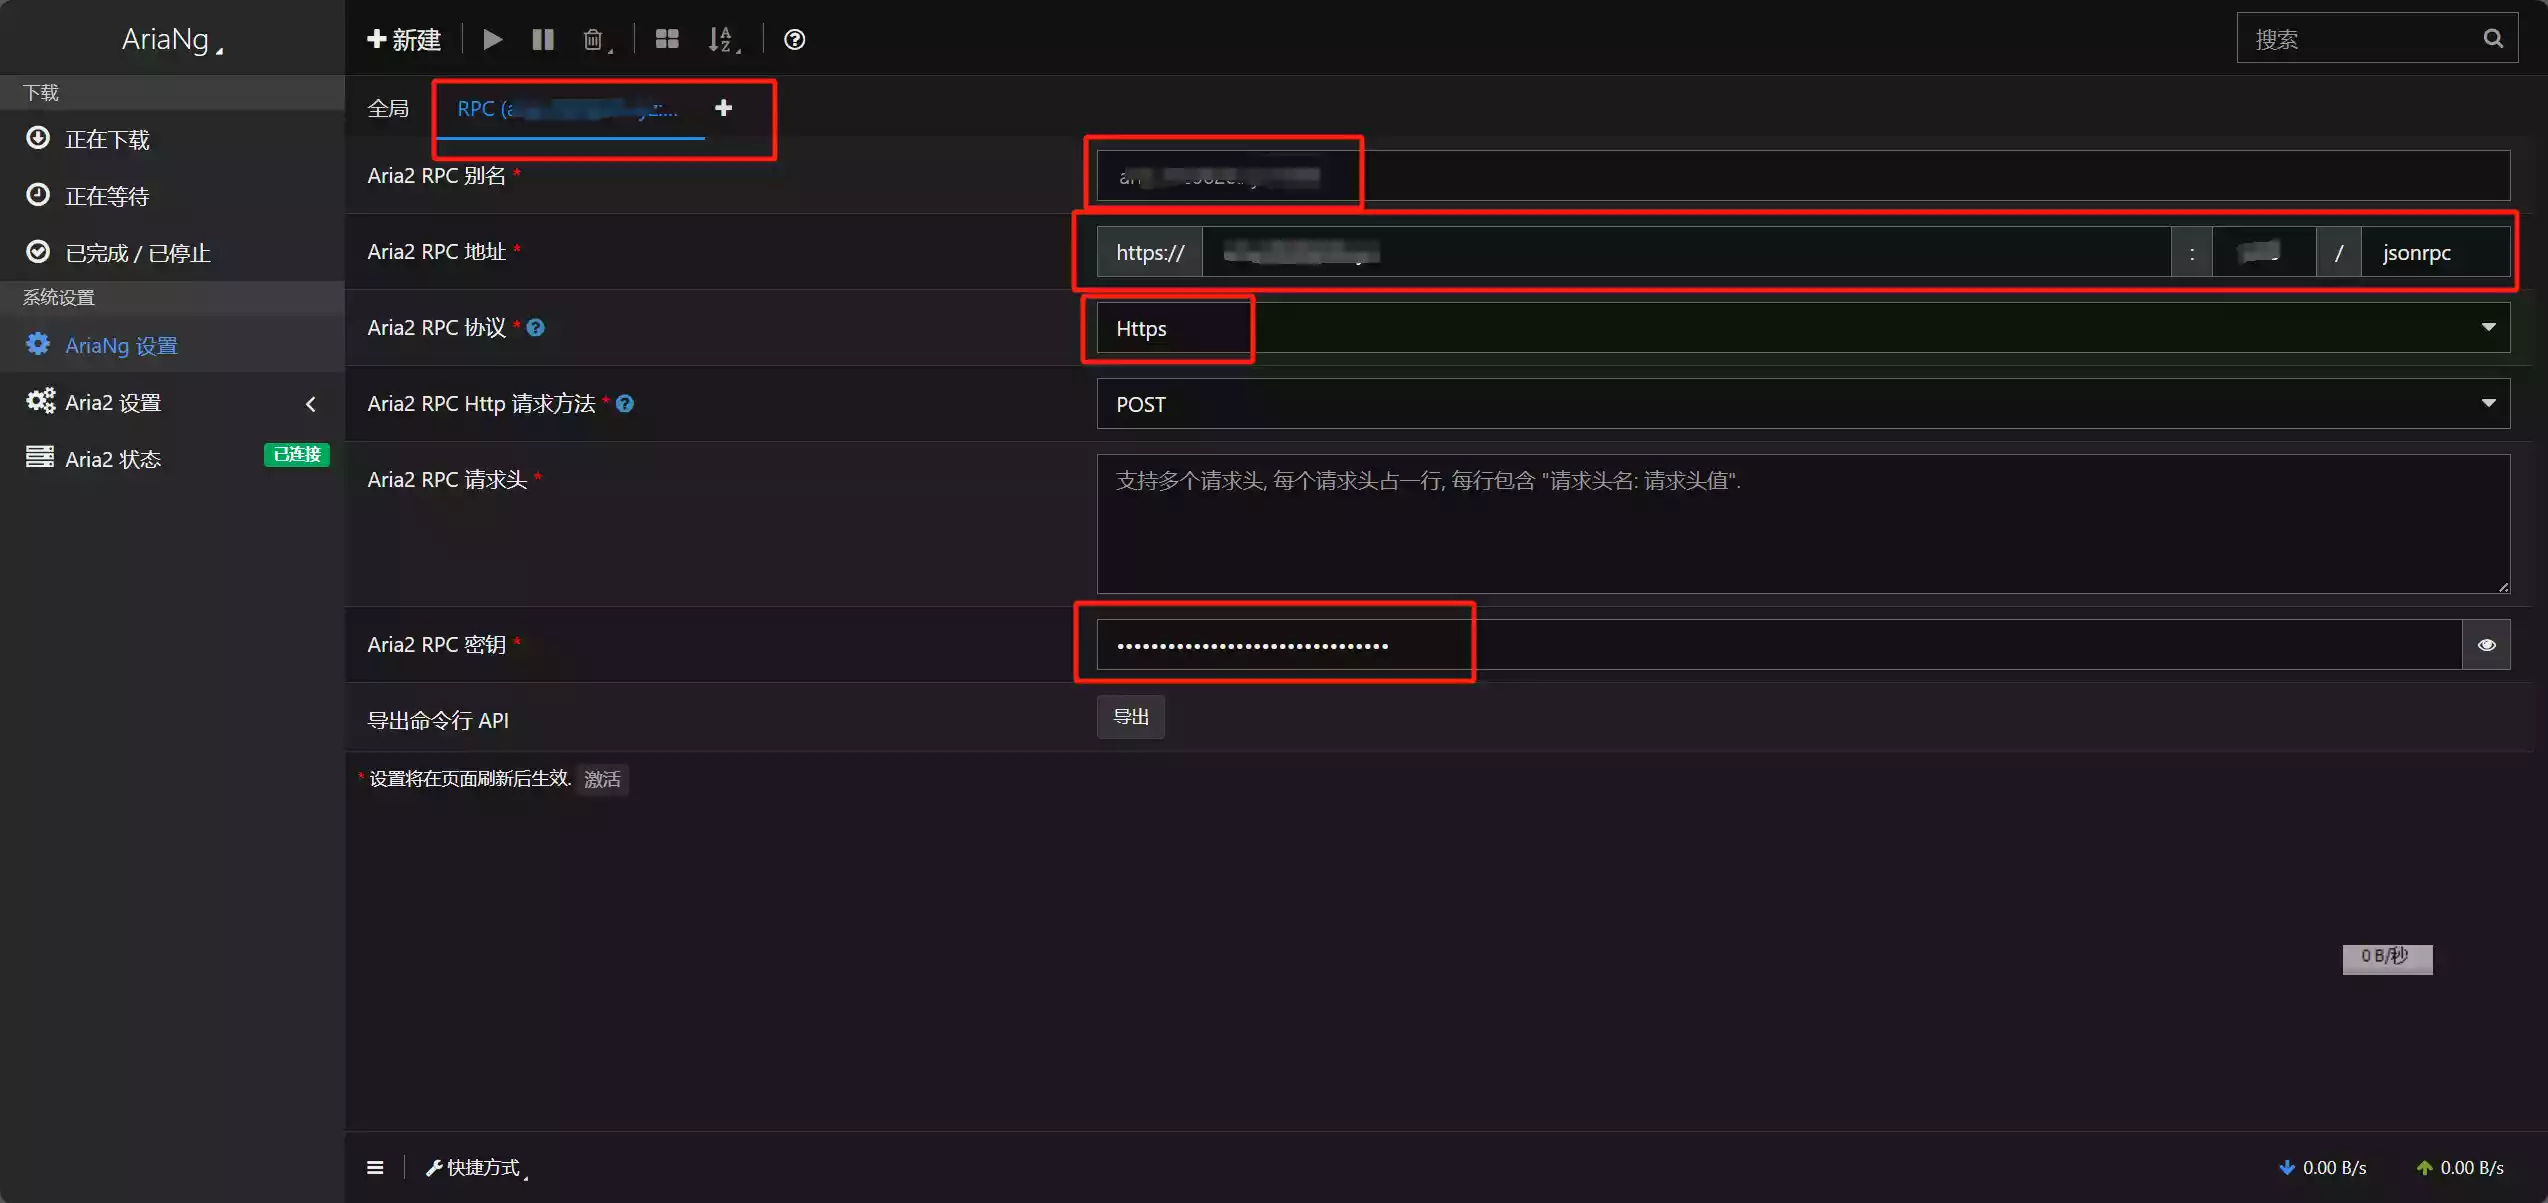 AriaNg
新建
搜索
下载
正在下载
正在等待
已完成 / 已停止
系统设置
AriaNg 设置
Aria2 设置
Aria2 状态
已连接
全局
RPC (
Aria2 RPC 别名 *
Aria2 RPC 地址 *
https://
:
/
jsonrpc
Aria2 RPC 协议 *
Https
Aria2 RPC Http 请求方法 *
POST
Aria2 RPC 请求头 *
支持多个请求头, 每个请求头占一行, 每行包含 "请求头名: 请求头值".
Aria2 RPC 密钥 *
导出命令行 API
导出
* 设置将在页面刷新后生效. 激活
0 B/秒
快捷方式
0.00 B/s
0.00 B/s